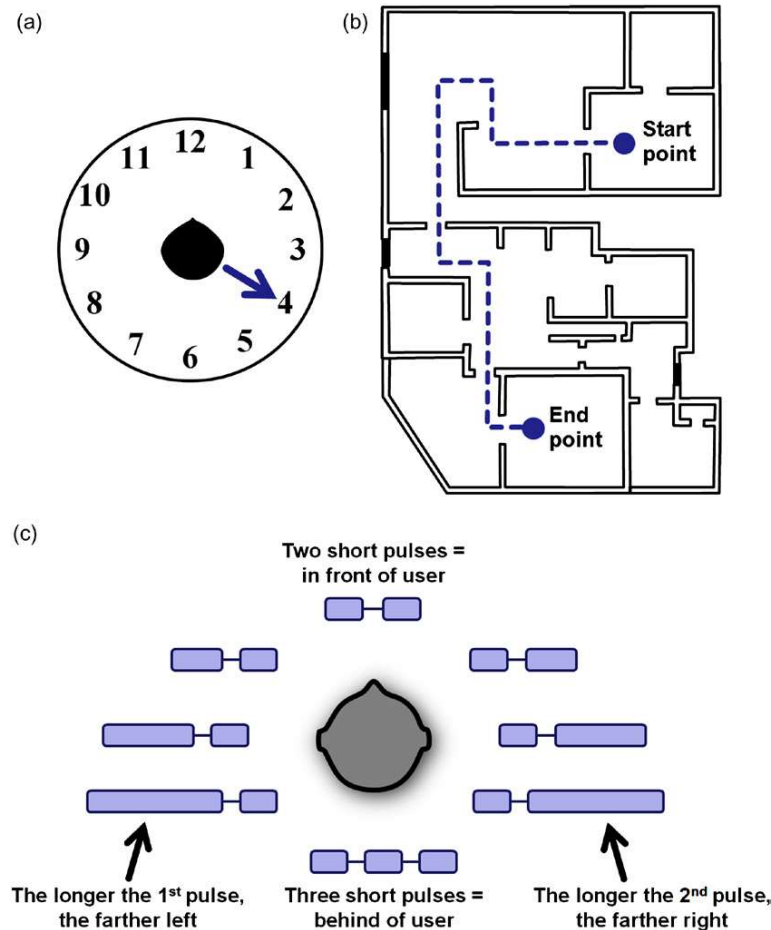 (a)
12
11
1
10
2
9
3
8
4
7
5
6
(b)
Start
point
End
point
(c)
Two short pulses =
in front of user
The longer the 1st pulse,
the farther left
Three short pulses =
behind of user
The longer the 2nd pulse,
the farther right